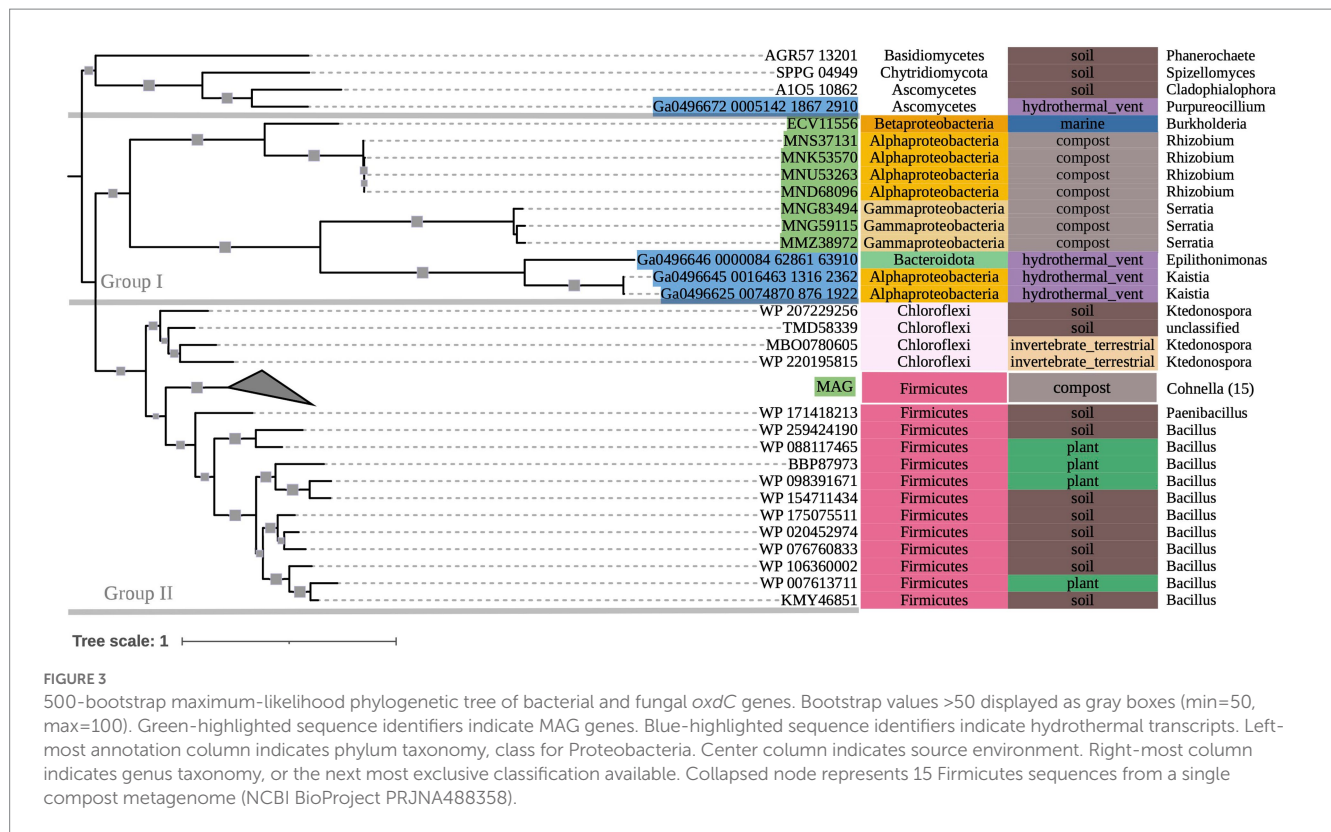 AGR57 13201 Basidiomycetes soil Phanerochaete
SPPG 04949 Chytridiomycota soil Spizellomyces
A1O5 10862 Ascomycetes soil Cladophialophora
Ga0496672 0005142 1867 2910 Ascomycetes hydrothermal_vent Purpureocillium
ECV11556 Betaproteobacteria marine Burkholderia
MNS37131 Alphaproteobacteria compost Rhizobium
MNK53570 Alphaproteobacteria compost Rhizobium
MNU53263 Alphaproteobacteria compost Rhizobium
MND68096 Alphaproteobacteria compost Rhizobium
MNG83494 Gammaproteobacteria compost Serratia
MNG59115 Gammaproteobacteria compost Serratia
MMZ38972 Gammaproteobacteria compost Serratia
Ga0496646 0000084 62861 63910 Bacteroidota hydrothermal_vent Epilithonimonas
Ga0496645 0016463 1316 2362 Alphaproteobacteria hydrothermal_vent Kaistia
Group I
Ga0496625 0074870 876 1922 Alphaproteobacteria hydrothermal_vent Kaistia
WP 207229256 Chloroflexi soil Ktedonospora
TMD58339 Chloroflexi soil unclassified
MBO0780605 Chloroflexi invertebrate_terrestrial Ktedonospora
WP 220195815 Chloroflexi invertebrate_terrestrial Ktedonospora
MAG Firmicutes compost Cohnella (15)
WP 171418213 Firmicutes soil Paenibacillus
WP 259424190 Firmicutes soil Bacillus
WP 088117465 Firmicutes plant Bacillus
BBP87973 Firmicutes plant Bacillus
WP 098391671 Firmicutes plant Bacillus
WP 154711434 Firmicutes soil Bacillus
WP 175075511 Firmicutes soil Bacillus
WP 020452974 Firmicutes soil Bacillus
WP 076760833 Firmicutes soil Bacillus
WP 106360002 Firmicutes soil Bacillus
WP 007613711 Firmicutes plant Bacillus
Group II
KMY46851 Firmicutes soil Bacillus
Tree scale: 1
FIGURE 3
500-bootstrap maximum-likelihood phylogenetic tree of bacterial and fungal oxdC genes. Bootstrap values >50 displayed as gray boxes (min=50,
max=100). Green-highlighted sequence identifiers indicate MAG genes. Blue-highlighted sequence identifiers indicate hydrothermal transcripts. Left-
most annotation column indicates phylum taxonomy, class for Proteobacteria. Center column indicates source environment. Right-most column
indicates genus taxonomy, or the next most exclusive classification available. Collapsed node represents 15 Firmicutes sequences from a single
compost metagenome (NCBI BioProject PRJNA488358).